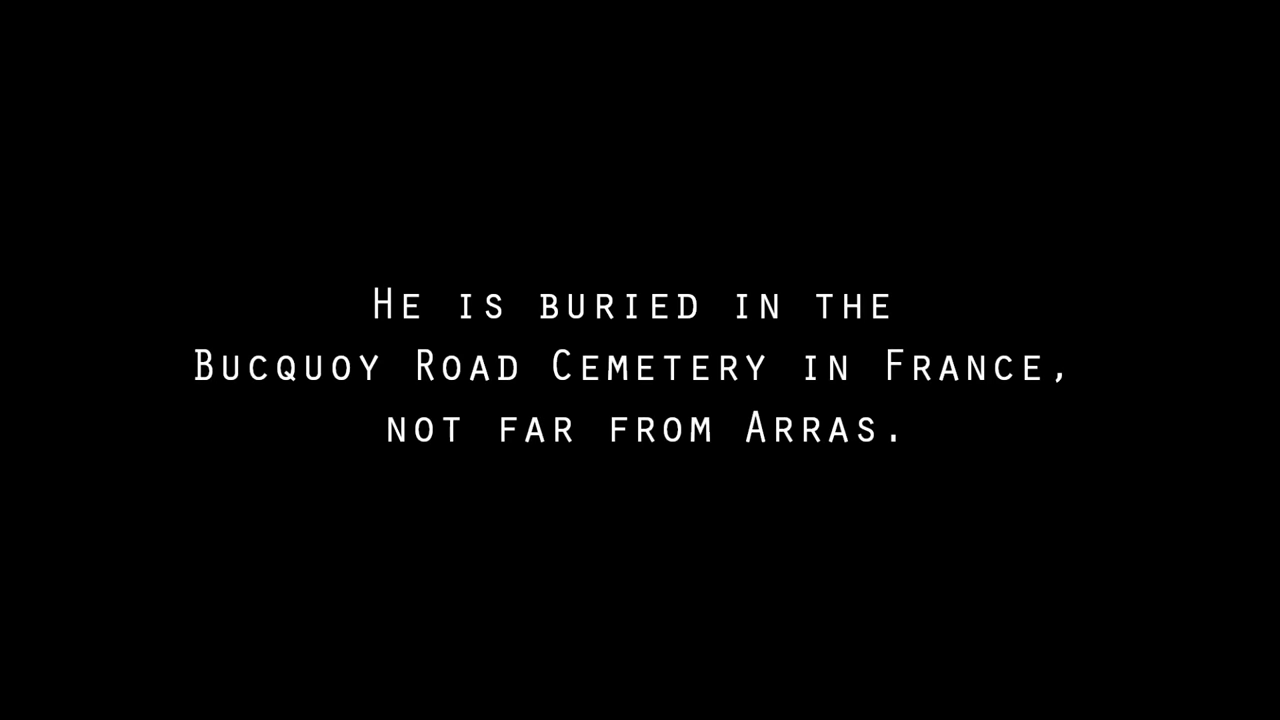 He is buried in the
Bucquoy Road Cemetery in France,
not far from Arras.